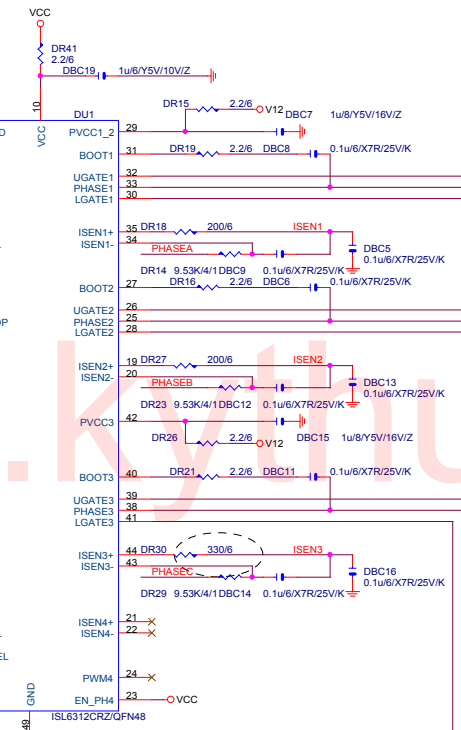 VCC
DR41
2.2/6
DBC19 1u/6/Y5V/10V/Z
10
VCC
DU1
DR15 2.2/6 V12
DBC7 1u/8/Y5V/16V/Z
D PVCC1_2 29
BOOT1 31 DR19 2.2/6 DBC8 0.1u/6/X7R/25V/K
UGATE1 32
PHASE1 33
LGATE1 30
ISEN1+ 35 DR18 200/6 ISEN1
ISEN1- 34
PHASEA DBC5
0.1u/6/X7R/25V/K
DR14 9.53K/4/1 DBC9 0.1u/6/X7R/25V/K
BOOT2 27 DR16 2.2/6 DBC6 0.1u/6/X7R/25V/K
UGATE2 26
OP PHASE2 25
LGATE2 28
ISEN2+ 19 DR27 200/6 ISEN2
ISEN2- 20
PHASEB DBC13
0.1u/6/X7R/25V/K
DR23 9.53K/4/1 DBC12 0.1u/6/X7R/25V/K
PVCC3 42
DR26 2.2/6 V12 DBC15 1u/8/Y5V/16V/Z
BOOT3 40 DR21 2.2/6 DBC11 0.1u/6/X7R/25V/K
UGATE3 39
PHASE3 38
LGATE3 41
ISEN3+ 44 DR30 330/6 ISEN3
ISEN3- 43
PHASEC DBC16
0.1u/6/X7R/25V/K
DR29 9.53K/4/1 DBC14 0.1u/6/X7R/25V/K
ISEN4+ 21
ISEN4- 22
EL
PWM4 24
EN_PH4 23 VCC
GND
ISL6312CRZ/QFN48
49
.kythu